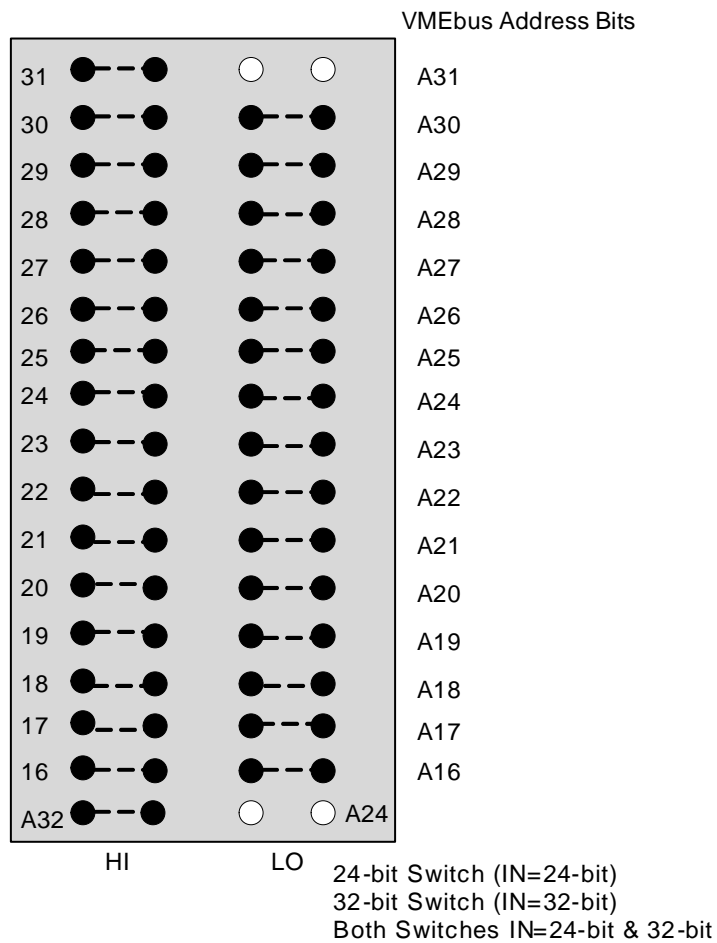 VMEbus Address Bits
31 A31
30 A30
29 A29
28 A28
27 A27
26 A26
25 A25
24 A24
23 A23
22 A22
21 A21
20 A20
19 A19
18 A18
17 A17
16 A16
A32 A24
HI LO
24-bit Switch (IN=24-bit)
32-bit Switch (IN=32-bit)
Both Switches IN=24-bit & 32-bit